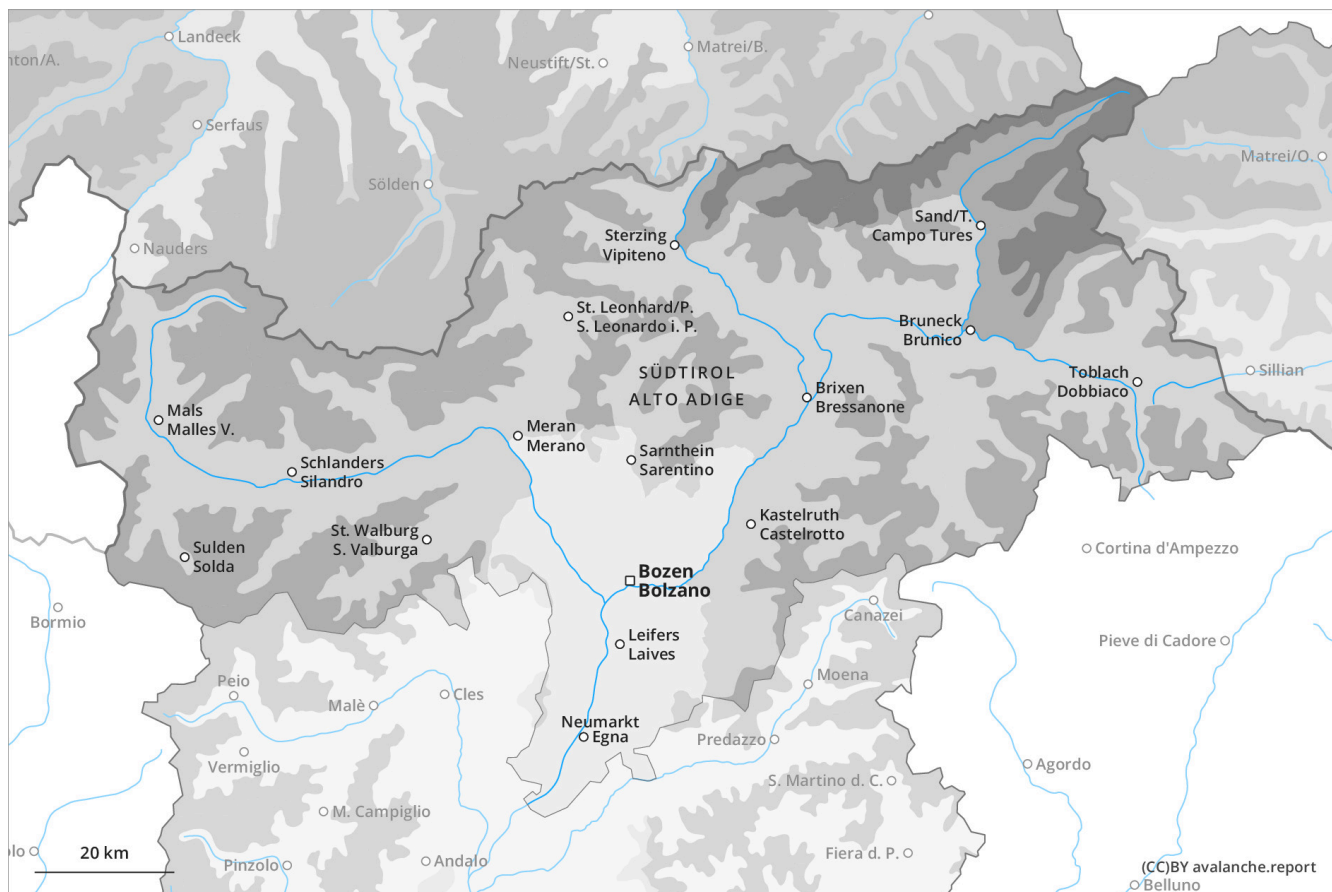 Landeck
nton/A.
Neustift/St.
Matrei/B.
Serfaus
Matrei/O.
Sölden
Sand/T.
Campo Tures
Nauders
Sterzing
Vipiteno
St. Leonhard/P.
S. Leonardo i. P.
Bruneck
Brunico
SÜDTIROL
ALTO ADIGE
Toblach
Dobbiaco
Sillian
Brixen
Bressanone
Mals
Malles V.
Meran
Merano
Sarnthein
Sarentino
Schlanders
Silandro
Kastelruth
Castelrotto
St. Walburg
S. Valburga
Sulden
Solda
Cortina d'Ampezzo
Bozen
Bolzano
Bormio
Canazei
Leifers
Laives
Pieve di Cadore
Peio
Moena
Malè
Cles
Neumarkt
Egna
Predazzo
Vermiglio
Agordo
S. Martino d. C.
M. Campiglio
olo
20 km
Pinzolo
Andalo
Fiera d. P.
(CC)BY avalanche.report
Belluno